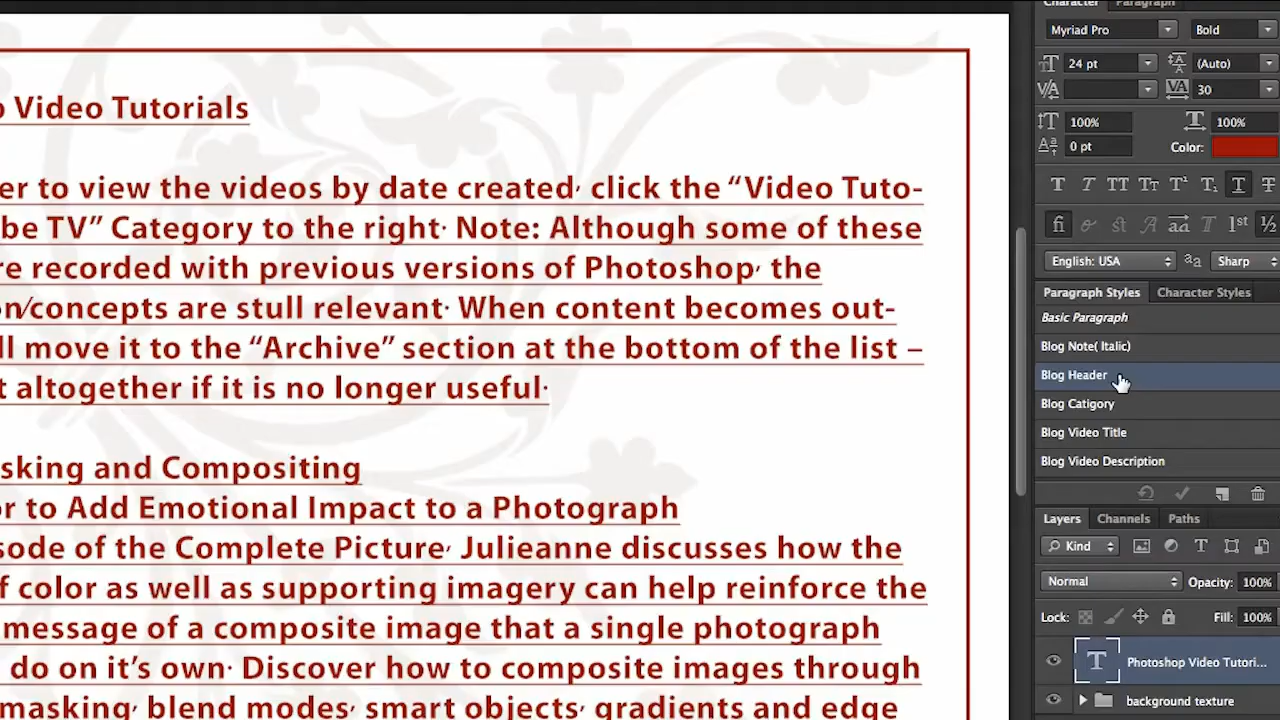 Character Paragraph
Myriad Pro Bold
24 pt (Auto)
30
100% 100%
0 pt Color:
English: USA Sharp
Paragraph Styles Character Styles
Basic Paragraph
Blog Note( Italic)
Blog Header
Blog Catigory
Blog Video Title
Blog Video Description
Layers Channels Paths
Kind
Normal Opacity: 100%
Lock: Fill: 100%
Photoshop Video Tutori...
background texture
Video Tutorials
er to view the videos by date created, click the “Video Tuto-
be TV” Category to the right. Note: Although some of these
re recorded with previous versions of Photoshop, the
on/concepts are stull relevant. When content becomes out-
ll move it to the “Archive” section at the bottom of the list –
t altogether if it is no longer useful.
sking and Compositing
or to Add Emotional Impact to a Photograph
sode of the Complete Picture, Julieanne discusses how the
f color as well as supporting imagery can help reinforce the
message of a composite image that a single photograph
do on it’s own. Discover how to composite images through
masking, blend modes, smart objects, gradients and edge